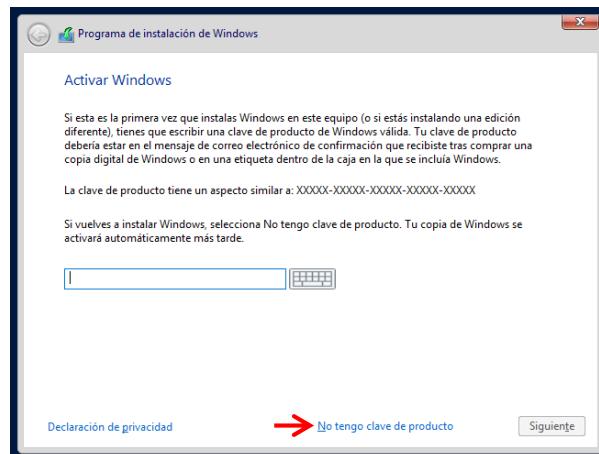 Programa de instalación de Windows
Activar Windows
Si esta es la primera vez que instalas Windows en este equipo (o si estás instalando una edición
diferente), tienes que escribir una clave de producto de Windows válida. Tu clave de producto
debería estar en el mensaje de correo electrónico de confirmación que recibiste tras comprar una
copia digital de Windows o en una etiqueta dentro de la caja en la que se incluía Windows.
La clave de producto tiene un aspecto similar a: XXXXX-XXXXX-XXXXX-XXXXX-XXXXX
Si vuelves a instalar Windows, selecciona No tengo clave de producto. Tu copia de Windows se
activará automáticamente más tarde.
Declaración de privacidad No tengo clave de producto Siguiente